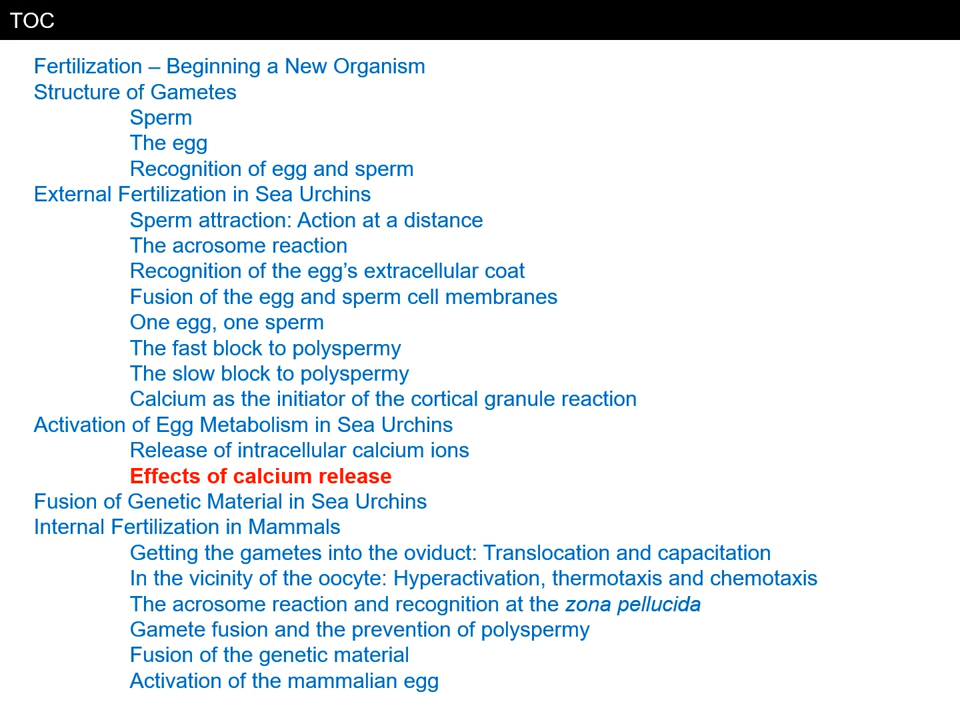 TOC
Fertilization – Beginning a New Organism
Structure of Gametes
Sperm
The egg
Recognition of egg and sperm
External Fertilization in Sea Urchins
Sperm attraction: Action at a distance
The acrosome reaction
Recognition of the egg’s extracellular coat
Fusion of the egg and sperm cell membranes
One egg, one sperm
The fast block to polyspermy
The slow block to polyspermy
Calcium as the initiator of the cortical granule reaction
Activation of Egg Metabolism in Sea Urchins
Release of intracellular calcium ions
Effects of calcium release
Fusion of Genetic Material in Sea Urchins
Internal Fertilization in Mammals
Getting the gametes into the oviduct: Translocation and capacitation
In the vicinity of the oocyte: Hyperactivation, thermotaxis and chemotaxis
The acrosome reaction and recognition at the zona pellucida
Gamete fusion and the prevention of polyspermy
Fusion of the genetic material
Activation of the mammalian egg